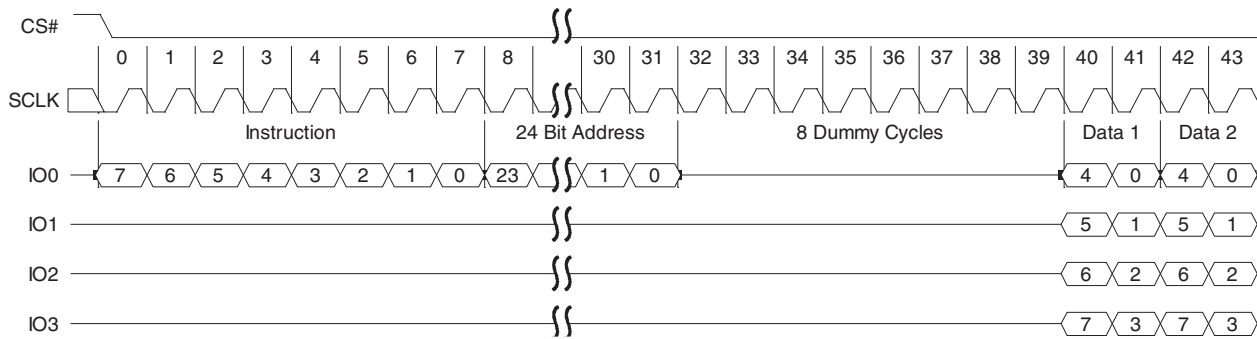 CS#
0 1 2 3 4 5 6 7 8 30 31 32 33 34 35 36 37 38 39 40 41 42 43
SCLK
Instruction 24 Bit Address 8 Dummy Cycles Data 1 Data 2
IO0 7 6 5 4 3 2 1 0 23 1 0 4 0 4 0
IO1 5 1 5 1
IO2 6 2 6 2
IO3 7 3 7 3